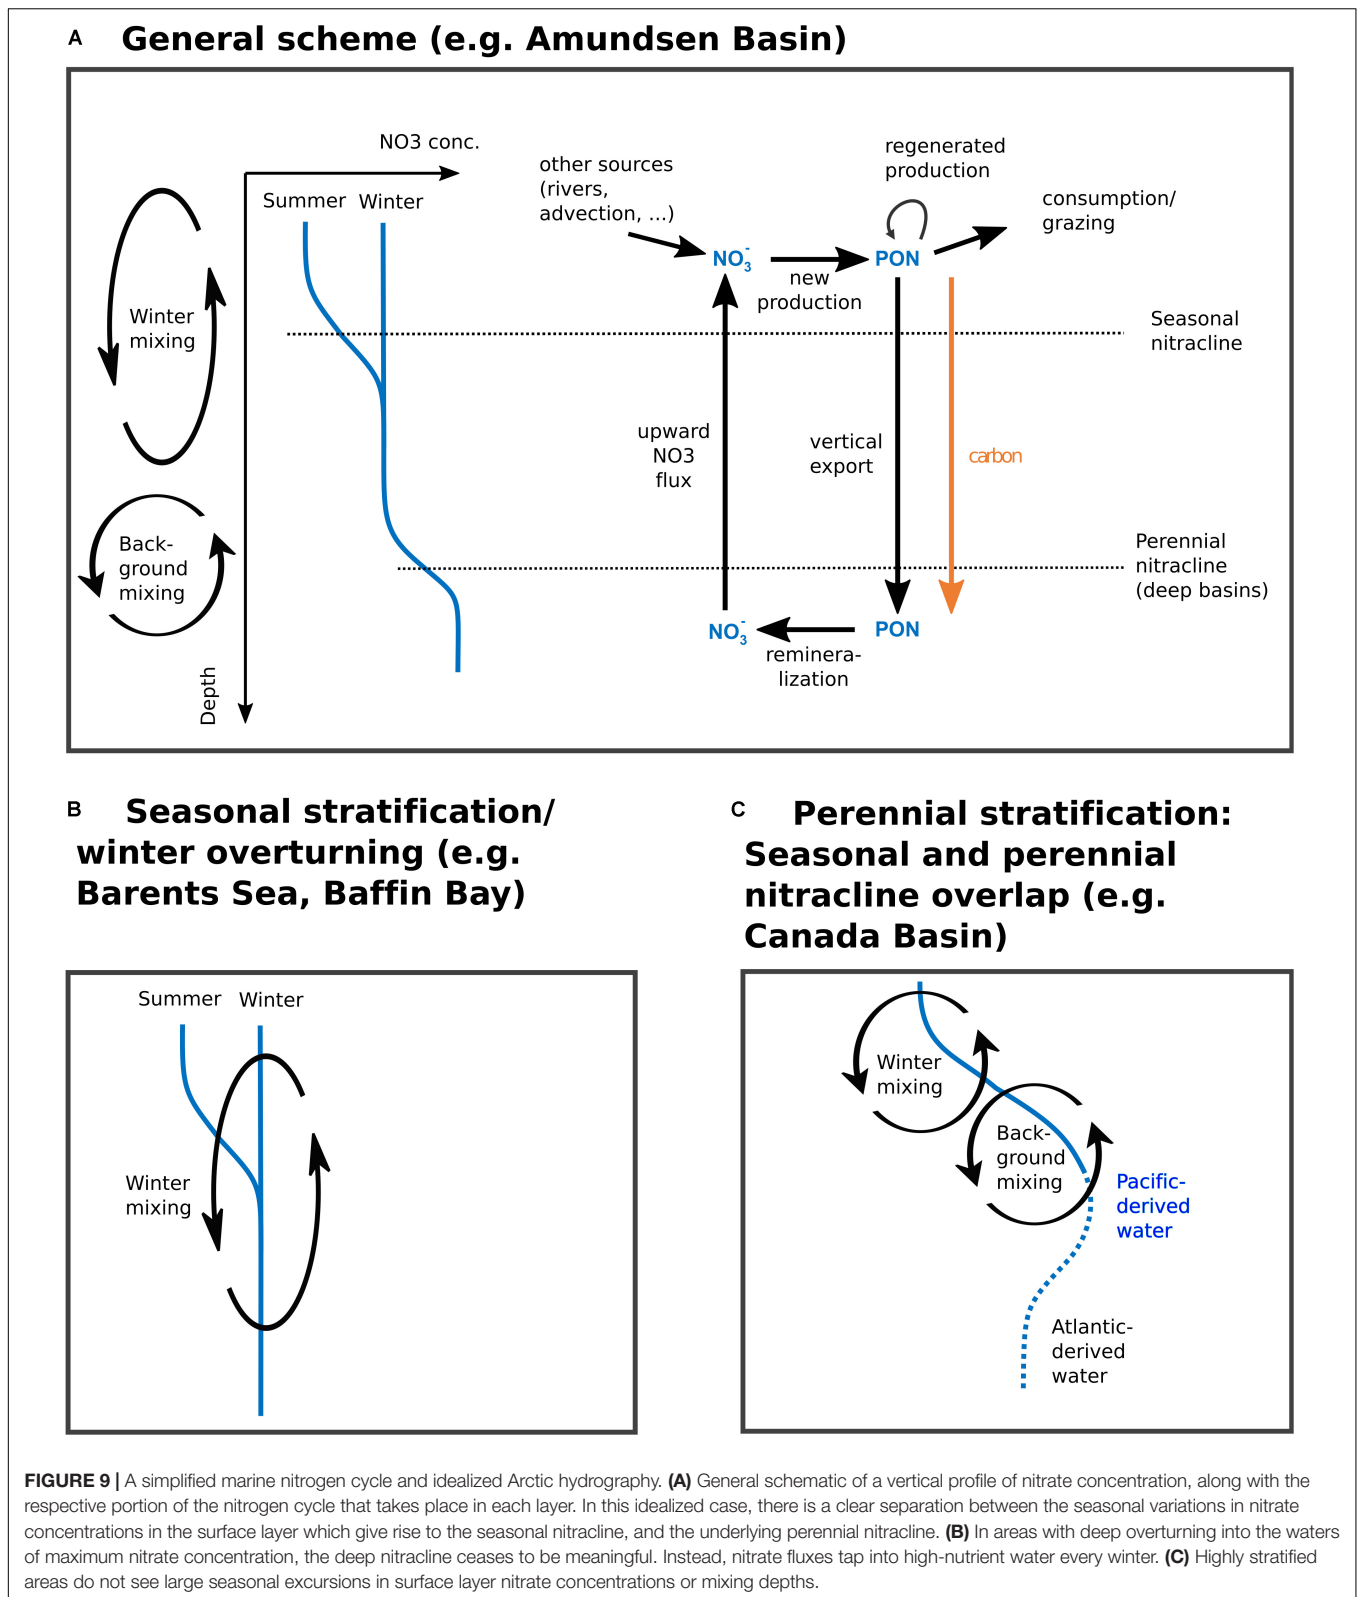 A General scheme (e.g. Amundsen Basin)
NO3 conc.
Summer Winter
Winter
mixing
Back-
ground
mixing
Depth
other sources
(rivers,
advection, ...)
regenerated
production
consumption/
grazing
NO3-
new
production
PON
Seasonal
nitracline
upward
NO3
flux
vertical
export
carbon
Perennial
nitracline
(deep basins)
NO3-
reminera-
lization
PON
B Seasonal stratification/
winter overturning (e.g.
Barents Sea, Baffin Bay)
Summer Winter
Winter
mixing
C Perennial stratification:
Seasonal and perennial
nitracline overlap (e.g.
Canada Basin)
Winter
mixing
Back-
ground
mixing
Pacific-
derived
water
Atlantic-
derived
water
FIGURE 9 | A simplified marine nitrogen cycle and idealized Arctic hydrography. (A) General schematic of a vertical profile of nitrate concentration, along with the
respective portion of the nitrogen cycle that takes place in each layer. In this idealized case, there is a clear separation between the seasonal variations in nitrate
concentrations in the surface layer which give rise to the seasonal nitracline, and the underlying perennial nitracline. (B) In areas with deep overturning into the waters
of maximum nitrate concentration, the deep nitracline ceases to be meaningful. Instead, nitrate fluxes tap into high-nutrient water every winter. (C) Highly stratified
areas do not see large seasonal excursions in surface layer nitrate concentrations or mixing depths.